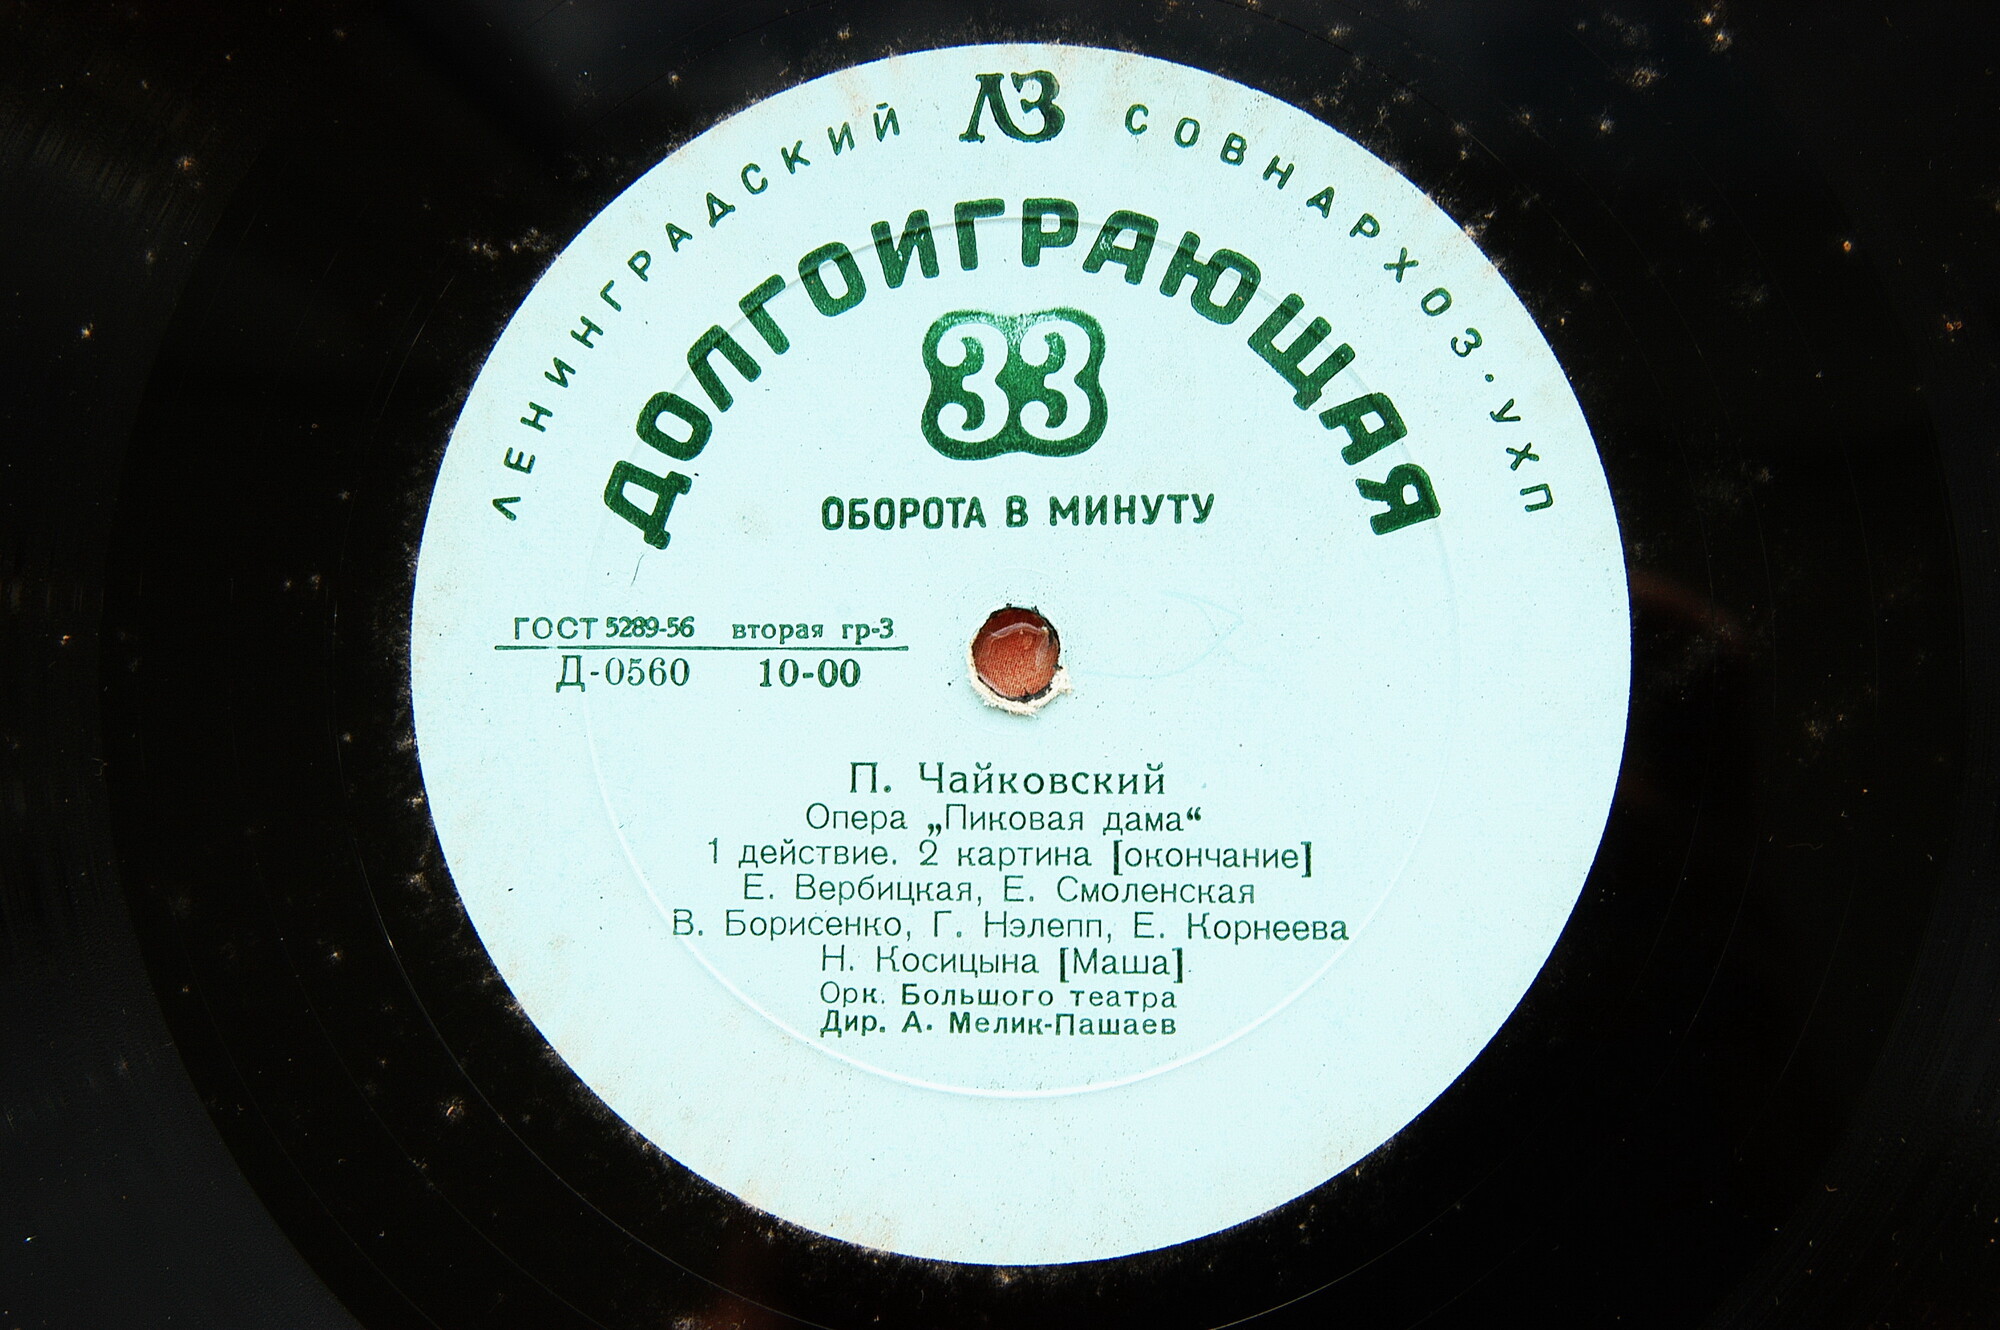 ЛЕНИНГРАДСКИЙ ЛЗ СОВНАРХОЗ·УХП
ДОЛГОИГРАЮЩАЯ
33
ОБОРОТА В МИНУТУ
ГОСТ 5289-56 вторая гр-3
Д-0560 10-00
П. Чайковский
Опера „Пиковая дама“
1 действие. 2 картина [окончание]
Е. Вербицкая, Е. Смоленская
В. Борисенко, Г. Нэлепп, Е. Корнеева
Н. Косицына [Маша]
Орк. Большого театра
Дир. А. Мелик-Пашаев